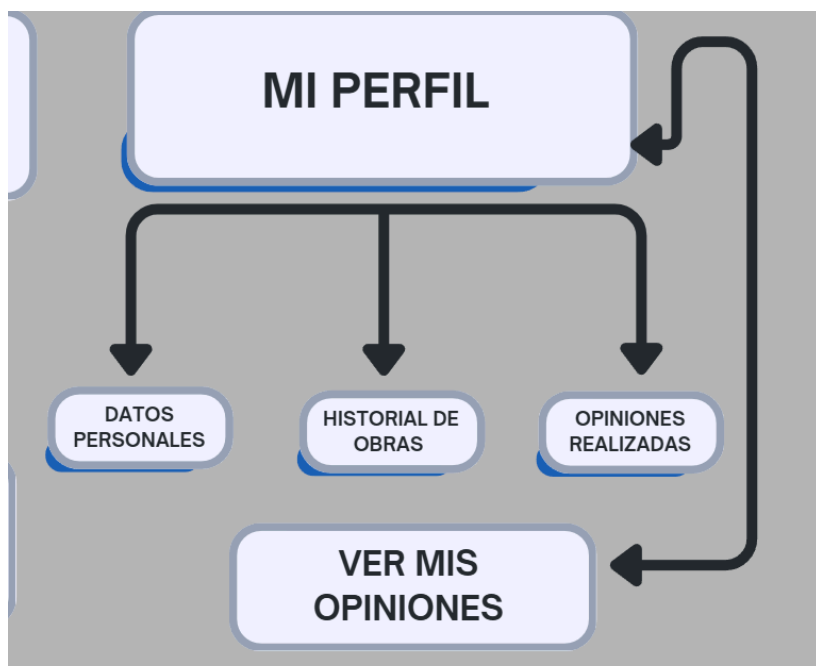 MI PERFIL
DATOS
PERSONALES
HISTORIAL DE
OBRAS
OPINIONES
REALIZADAS
VER MIS
OPINIONES